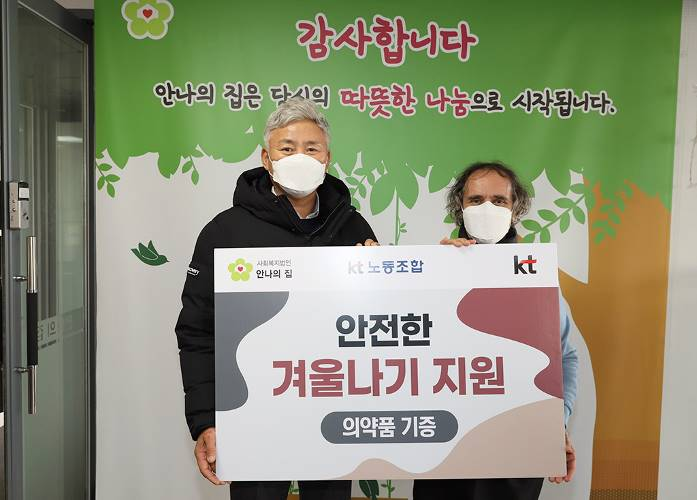 감사합니다
안나의 집은 당신의 따뜻한 나눔으로 시작됩니다.
사회복지법인
안나의 집
kt 노동조합
kt
안전한
겨울나기 지원
의약품 기증